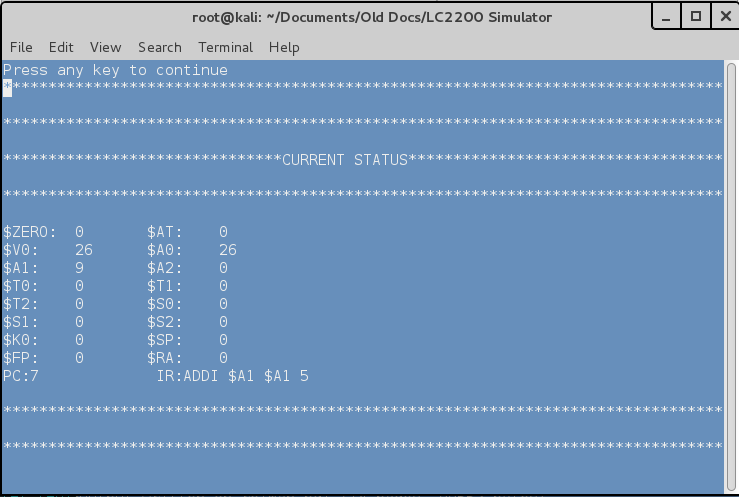 root@kali: ~/Documents/Old Docs/LC2200 Simulator
File Edit View Search Terminal Help
Press any key to continue
********************************************************************************
********************************************************************************
*******************************CURRENT STATUS***********************************
********************************************************************************
$ZERO:  0       $AT:    0
$V0:    26      $A0:    26
$A1:    9       $A2:    0
$T0:    0       $T1:    0
$T2:    0       $S0:    0
$S1:    0       $S2:    0
$K0:    0       $SP:    0
$FP:    0       $RA:    0
PC:7             IR:ADDI $A1 $A1 5
********************************************************************************
********************************************************************************